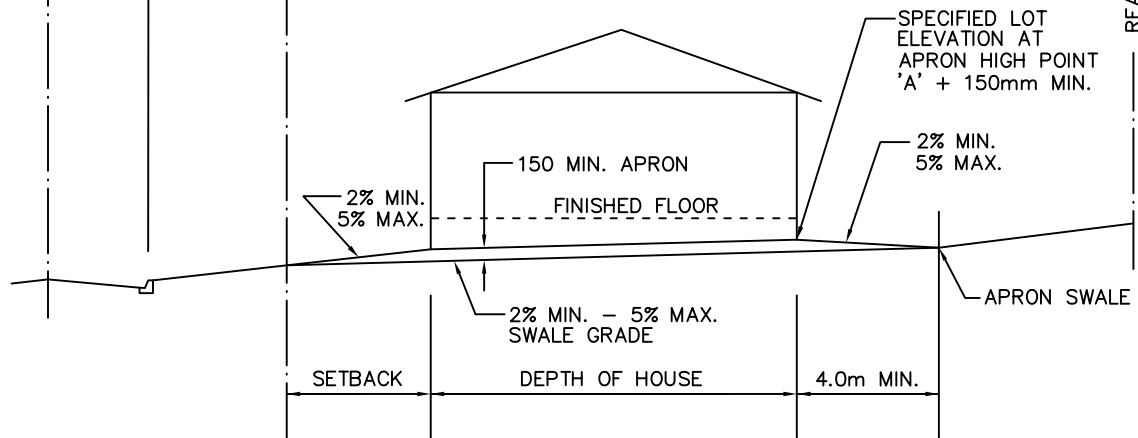 SPECIFIED LOT
ELEVATION AT
APRON HIGH POINT
'A' + 150mm MIN.
2% MIN.
5% MAX.
150 MIN. APRON
2% MIN.
5% MAX.
FINISHED FLOOR
APRON SWALE
2% MIN. – 5% MAX.
SWALE GRADE
SETBACK
DEPTH OF HOUSE
4.0m MIN.